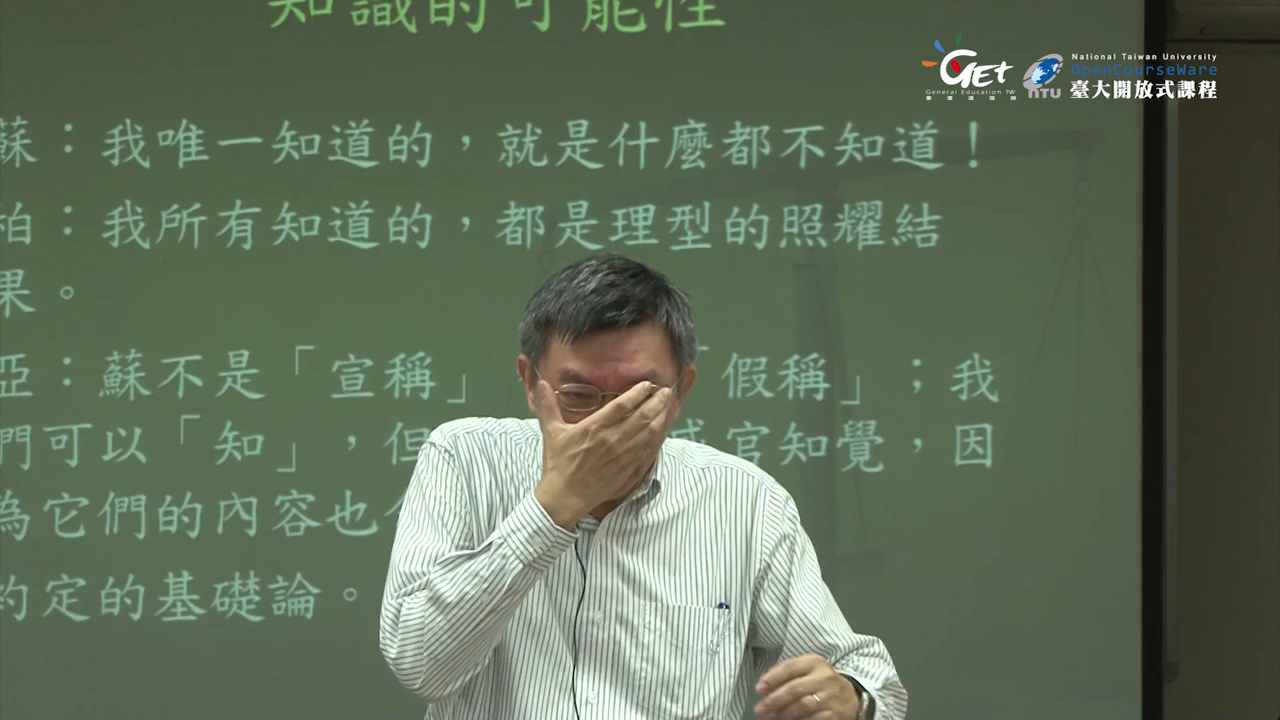 知識的可能性
GEt
General Education TW
National Taiwan University
OpenCourseWare
NTU
臺大開放式課程
蘇：我唯一知道的，就是什麼都不知道！
柏：我所有知道的，都是理型的照耀結
果。
亞：蘇不是「宣稱」「假稱」；我
們可以「知」，但感官知覺，因
為它們的內容也
約定的基礎論。